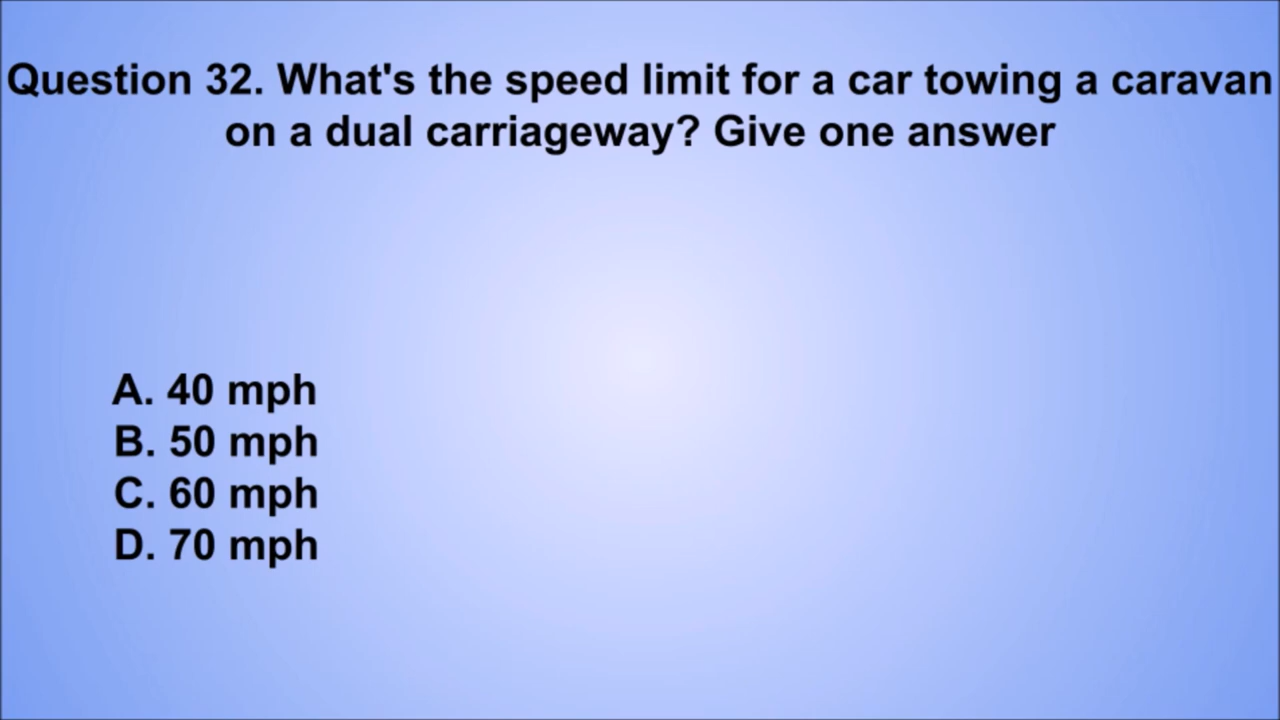 Question 32. What's the speed limit for a car towing a caravan
on a dual carriageway? Give one answer
A. 40 mph
B. 50 mph
C. 60 mph
D. 70 mph